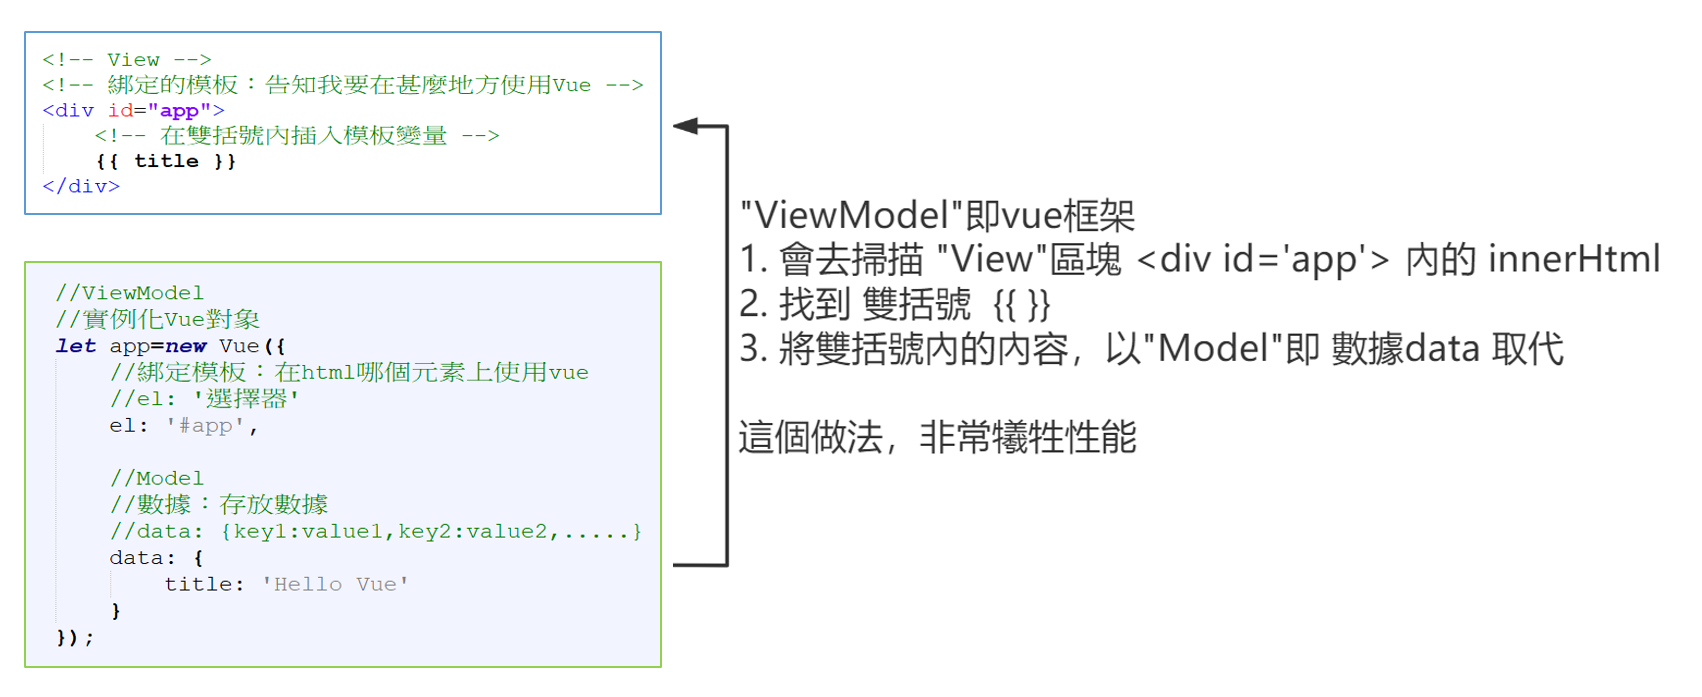 <!-- View -->
<!-- 綁定的模板：告知我要在甚麼地方使用Vue -->
<div id="app">
<!-- 在雙括號內插入模板變量 -->
{{ title }}
</div>
//ViewModel
//實例化Vue對象
let app=new Vue({
//綁定模板：在html哪個元素上使用vue
//el: '選擇器'
el: '#app',
//Model
//數據：存放數據
//data: {key1:value1,key2:value2,.....}
data: {
title: 'Hello Vue'
}
});
"ViewModel"即vue框架
1. 會去掃描 "View"區塊 <div id='app'> 內的 innerHtml
2. 找到 雙括號  {{ }}
3. 將雙括號內的內容，以"Model"即 數據data 取代
這個做法，非常犧牲性能